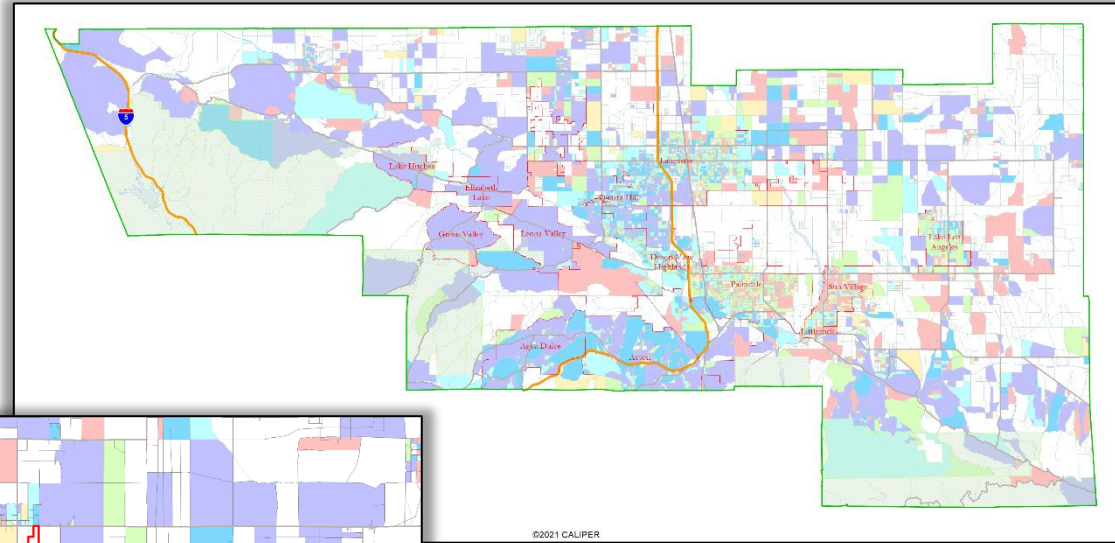 5
Lancaster
Lake Hughes
Elizabeth
Lake
Quartz Hill
Green Valley
Leona Valley
Lake Los
Angeles
Desert View
Highlands
Palmdale
Sun Village
Littlerock
Agua Dulce
Acton
©2021 CALIPER